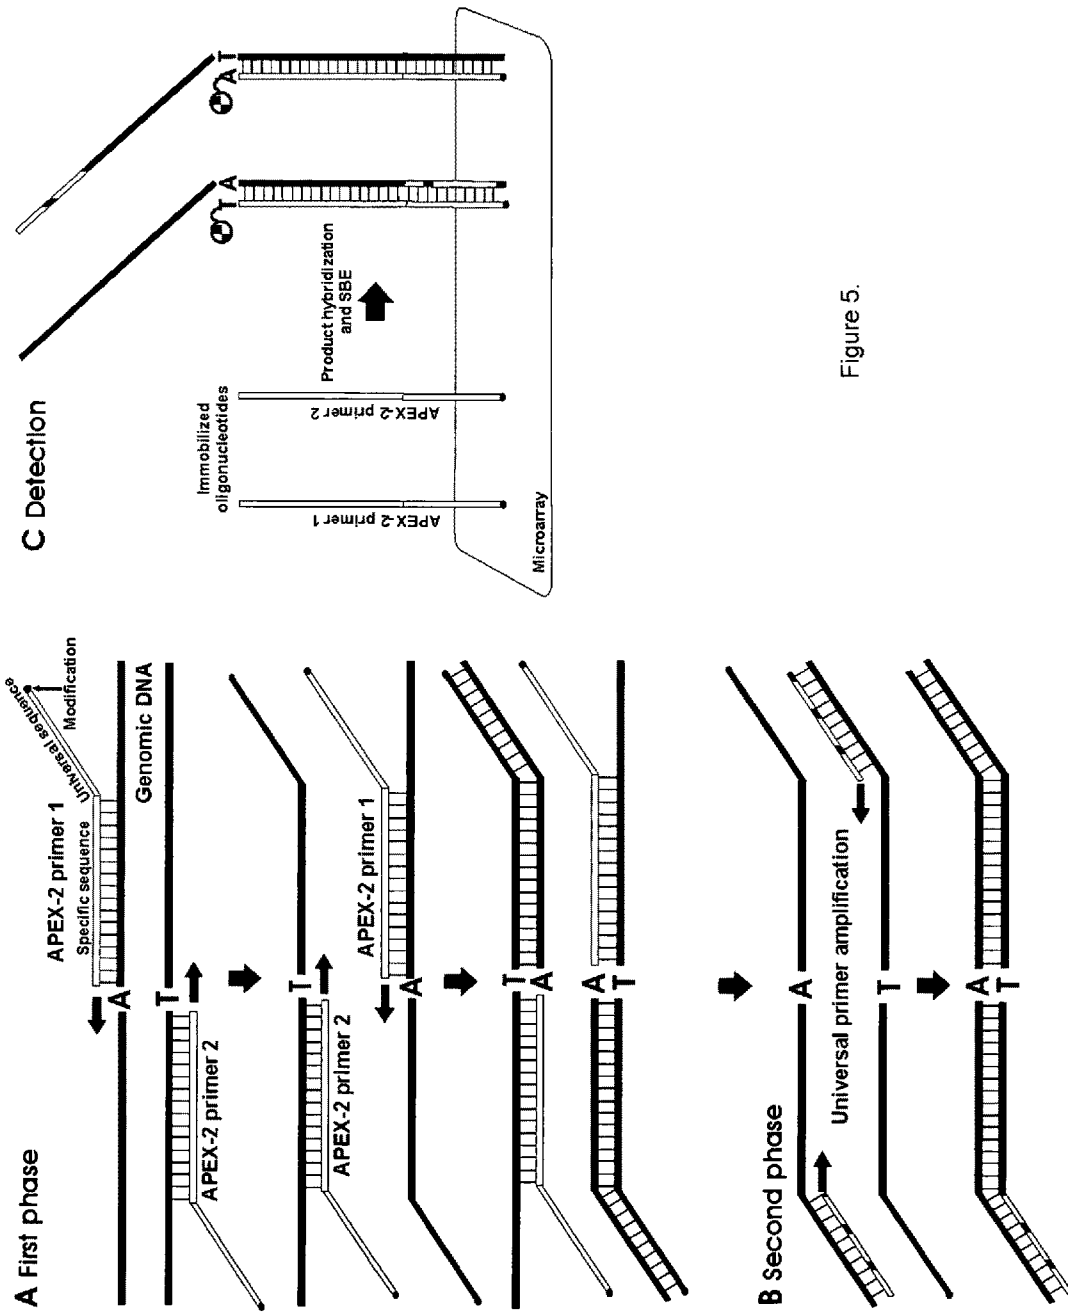 A First phase
APEX-2 primer 1
Specific sequence
Universal sequence
Modification
A
Genomic DNA
T
APEX-2 primer 2
T
APEX-2 primer 2
APEX-2 primer 1
A
T
A
A
T
B Second phase
A
Universal primer amplification
T
A
T
C Detection
Immobilized
oligonucleotides
APEX-2 primer 1
APEX-2 primer 2
Product hybridization
and SBE
T
A
A
T
Microarray
Figure 5.